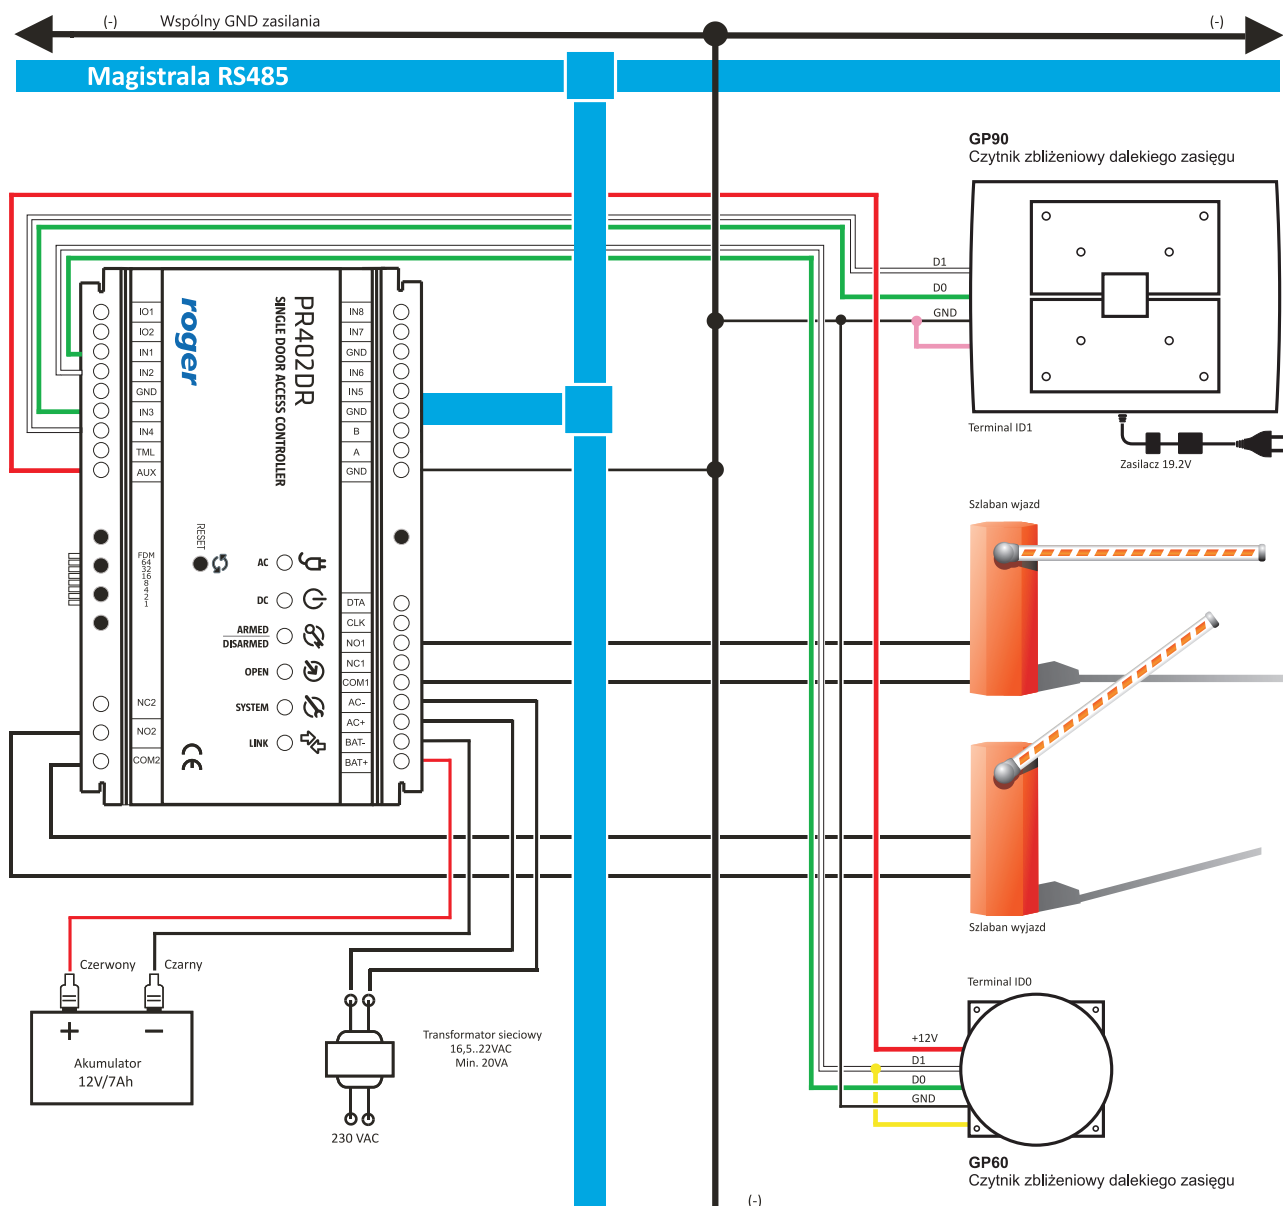 (-) Wspólny GND zasilania (-)
Magistrala RS485
GP90
Czytnik zbliżeniowy dalekiego zasięgu
D1
D0
GND
Terminal ID1
Zasilacz 19.2V
IO1
IO2
IN1
IN2
GND
IN3
IN4
TML
AUX
FDM
64
32
16
8
4
2
1
NC2
NO2
COM2
roger
PR402DR
SINGLE DOOR ACCESS CONTROLLER
RESET
AC
DC
ARMED
DISARMED
OPEN
SYSTEM
LINK
CE
IN8
IN7
GND
IN6
IN5
GND
B
A
GND
DTA
CLK
NO1
NC1
COM1
AC-
AC+
BAT-
BAT+
Szlaban wjazd
Szlaban wyjazd
Czerwony
Czarny
+ −
Akumulator
12V/7Ah
Transformator sieciowy
16,5..22VAC
Min. 20VA
230 VAC
Terminal ID0
+12V
D1
D0
GND
GP60
Czytnik zbliżeniowy dalekiego zasięgu
(-)